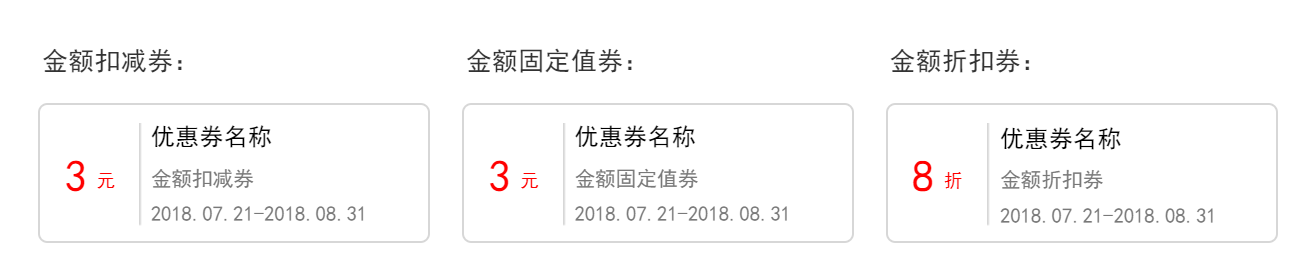 金额扣减券：
3 元
优惠券名称
金额扣减券
2018.07.21-2018.08.31
金额固定值券：
3 元
优惠券名称
金额固定值券
2018.07.21-2018.08.31
金额折扣券：
8 折
优惠券名称
金额折扣券
2018.07.21-2018.08.31